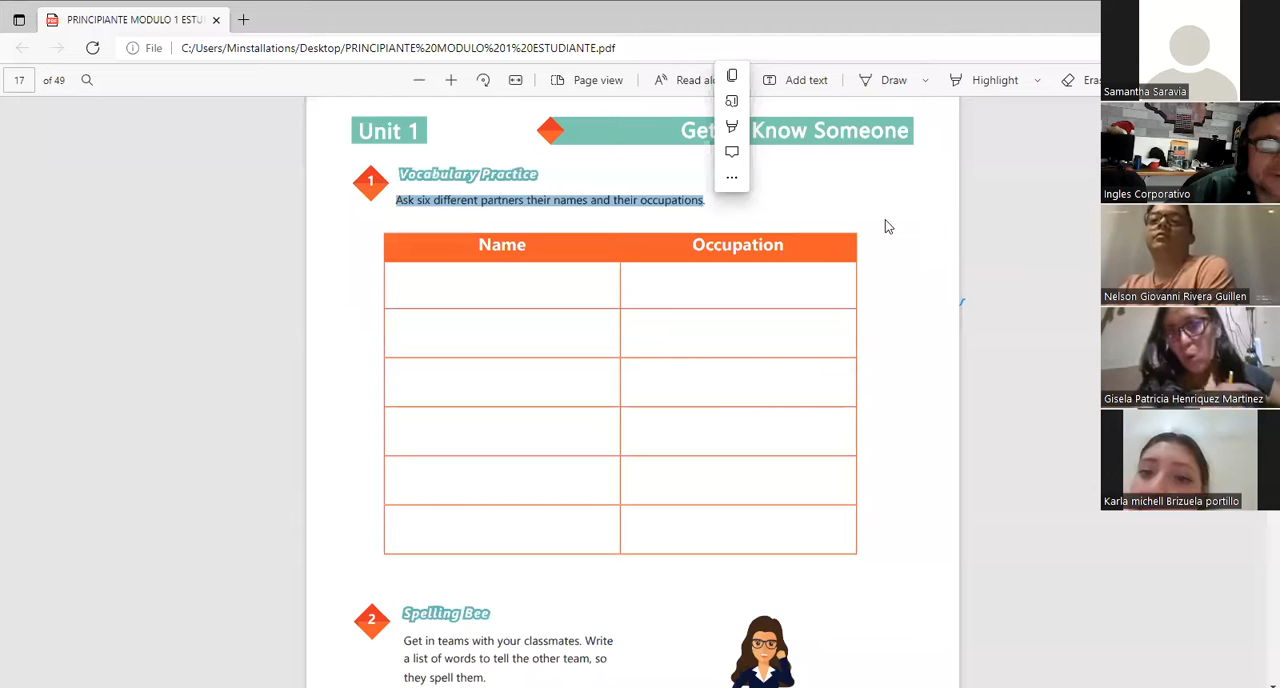 PRINCIPIANTE MODULO 1 ESTU
File
C:/Users/Minstallations/Desktop/PRINCIPIANTE%20MODULO%201%20ESTUDIANTE.pdf
17
of 49
Page view
Read al
Add text
Draw
Highlight
Eras
Unit 1
Get Know Someone
1
Vocabulary Practice
Ask six different partners their names and their occupations.
Name
Occupation
2
Spelling Bee
Get in teams with your classmates. Write
a list of words to tell the other team, so
they spell them.
Samantha Saravia
Ingles Corporativo
Nelson Giovanni Rivera Guillen
Gisela Patricia Henriquez Martinez
Karla michell Brizuela portillo